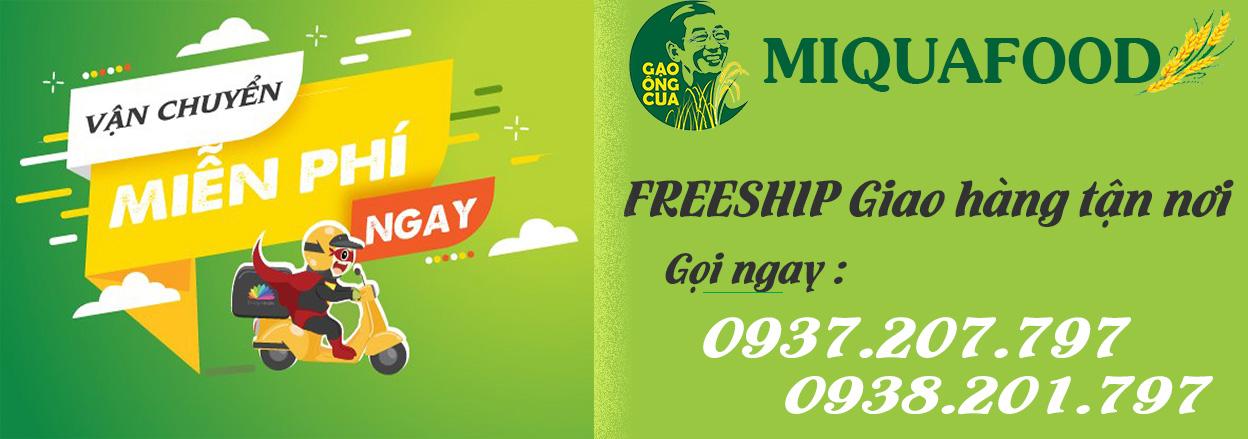 VẬN CHUYỂN
MIỄN PHÍ
NGAY
GẠO
ÔNG
CUA
MIQUAFOOD
FREESHIP Giao hàng tận nơi
Gọi ngay :
0937.207.797
0938.201.797